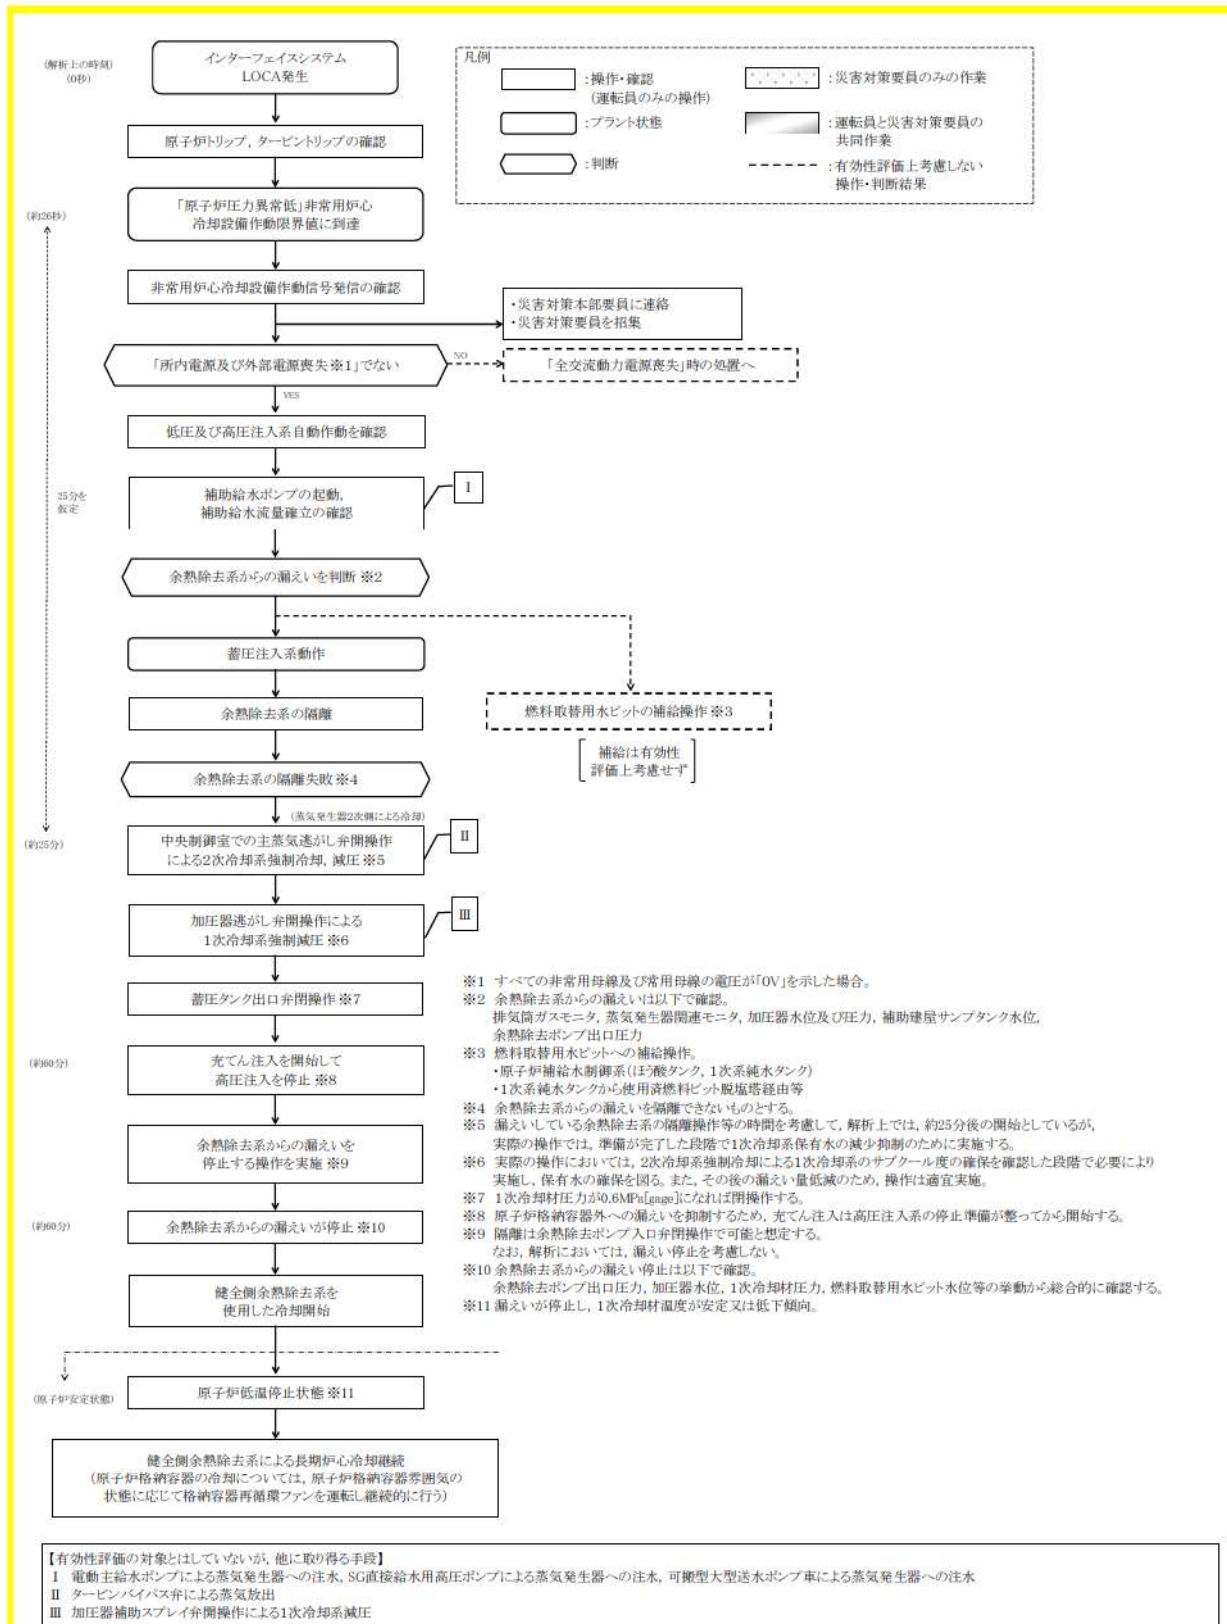 (解析上の時刻)
(0秒)
インターフェイスシステム
LOCA発生
凡例
:操作・確認
(運転員のみの操作)
:災害対策要員のみの作業
:プラント状態
:運転員と災害対策要員の
共同作業
:判断
:有効性評価上考慮しない
操作・判断結果
原子炉トリップ, タービントリップの確認
(約26秒)
「原子炉圧力異常低」非常用炉心
冷却設備作動限界値に到達
非常用炉心冷却設備作動信号発信の確認
・災害対策本部要員に連絡
・災害対策要員を招集
「所内電源及び外部電源喪失※1」でない
NO
「全交流動力電源喪失」時の処置へ
YES
低圧及び高圧注入系自動作動を確認
25分を
仮定
補助給水ポンプの起動,
補助給水流量確立の確認
I
余熱除去系からの漏えいを判断※2
蓄圧注入系動作
余熱除去系の隔離
燃料取替用水ピットの補給操作※3
補給は有効性
評価上考慮せず
余熱除去系の隔離失敗※4
(蒸気発生器2次側による冷却)
(約25分)
中央制御室での主蒸気逃がし弁開操作
による2次冷却系強制冷却, 減圧※5
II
加圧器逃がし弁開操作による
1次冷却系強制減圧※6
III
蓄圧タンク出口弁閉操作※7
(約60分)
充てん注入を開始して
高圧注入を停止※8
余熱除去系からの漏えいを
停止する操作を実施※9
(約60分)
余熱除去系からの漏えいが停止※10
健全側余熱除去系を
使用した冷却開始
(原子炉安定状態)
原子炉低温停止状態※11
健全側余熱除去系による長期炉心冷却継続
(原子炉格納容器の冷却については, 原子炉格納容器雰囲気の
状態に応じて格納容器再循環ファンを運転し継続的に行う)
※1 すべての非常用母線及び常用母線の電圧が「0V」を示した場合。
※2 余熱除去系からの漏えいは以下で確認。
排気筒ガスモニタ, 蒸気発生器関連モニタ, 加圧器水位及び圧力, 補助建屋サンプタンク水位,
余熱除去ポンプ出口圧力
※3 燃料取替用水ピットへの補給操作。
・原子炉補給水制御系(ほう酸タンク, 1次系純水タンク)
・1次系純水タンクから使用済燃料ピット脱塩塔経由等
※4 余熱除去系からの漏えいを隔離できないものとする。
※5 漏えいしている余熱除去系の隔離操作等の時間を考慮して, 解析上では, 約25分後の開始としているが,
実際の操作では, 準備が完了した段階で1次冷却系保有水の減少抑制のために実施する。
※6 実際の操作においては, 2次冷却系強制冷却による1次冷却系のサブクール度の確保を確認した段階で必要により
実施し, 保有水の確保を図る。また, その後の漏えい量低減のため, 操作は適宜実施。
※7 1次冷却材圧力が0.6MPa[gage]になれば閉操作する。
※8 原子炉格納容器外への漏えいを抑制するため, 充てん注入は高圧注入系の停止準備が整ってから開始する。
※9 隔離は余熱除去ポンプ入口弁閉操作で可能と想定する。
なお, 解析においては, 漏えい停止を考慮しない。
※10 余熱除去系からの漏えい停止は以下で確認。
余熱除去ポンプ出口圧力, 加圧器水位, 1次冷却材圧力, 燃料取替用水ピット水位等の挙動から総合的に確認する。
※11 漏えいが停止し, 1次冷却材温度が安定又は低下傾向。
【有効性評価の対象とはしていないが, 他に取り得る手段】
I 電動主給水ポンプによる蒸気発生器への注水, SG直接給水用高圧ポンプによる蒸気発生器への注水, 可搬型大型送水ポンプ車による蒸気発生器への注水
II タービンバイパス弁による蒸気放出
III 加圧器補助スプレイ弁開操作による1次冷却系減圧